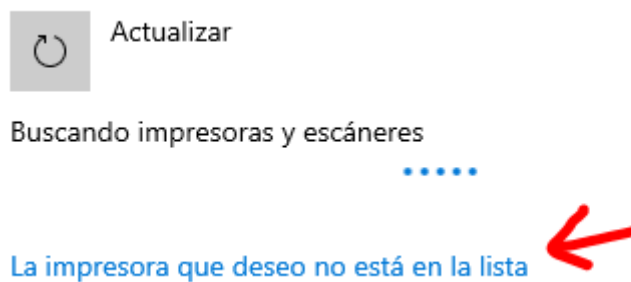 Actualizar
Buscando impresoras y escáneres
La impresora que deseo no está en la lista